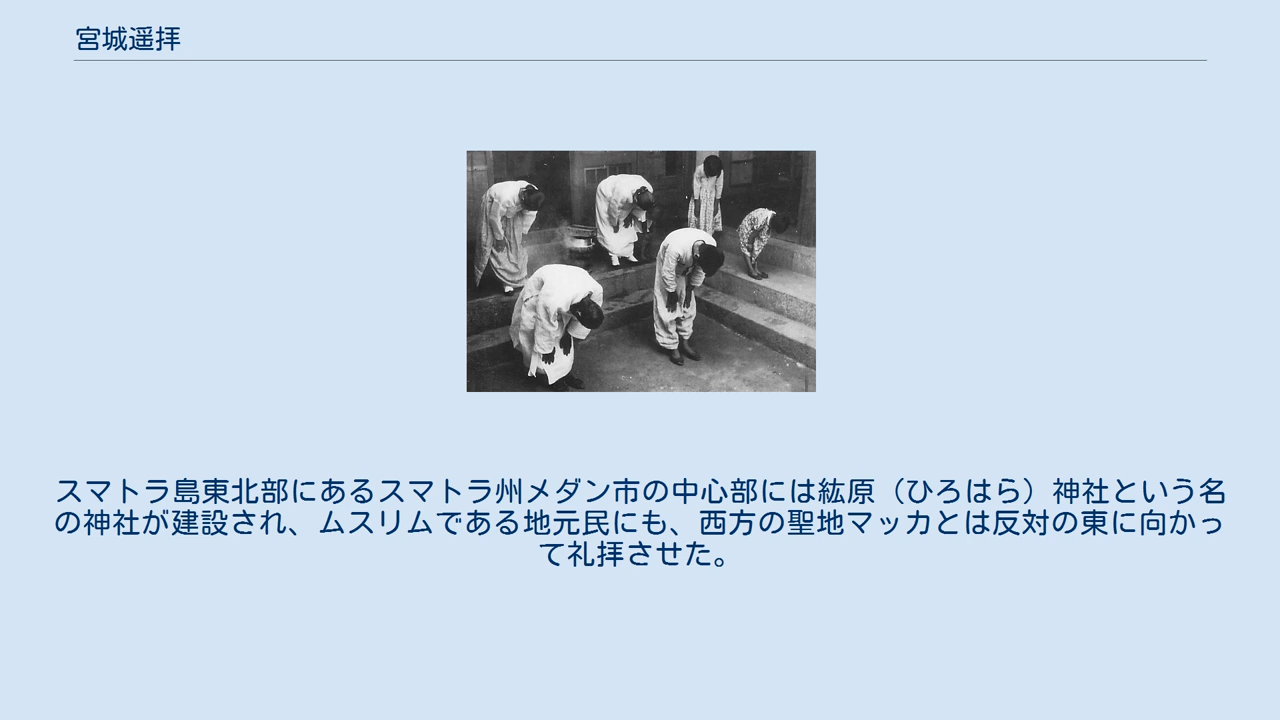 宮城遥拝
スマトラ島東北部にあるスマトラ州メダン市の中心部には紘原（ひろはら）神社という名
の神社が建設され、ムスリムである地元民にも、西方の聖地マッカとは反対の東に向かっ
て礼拝させた。